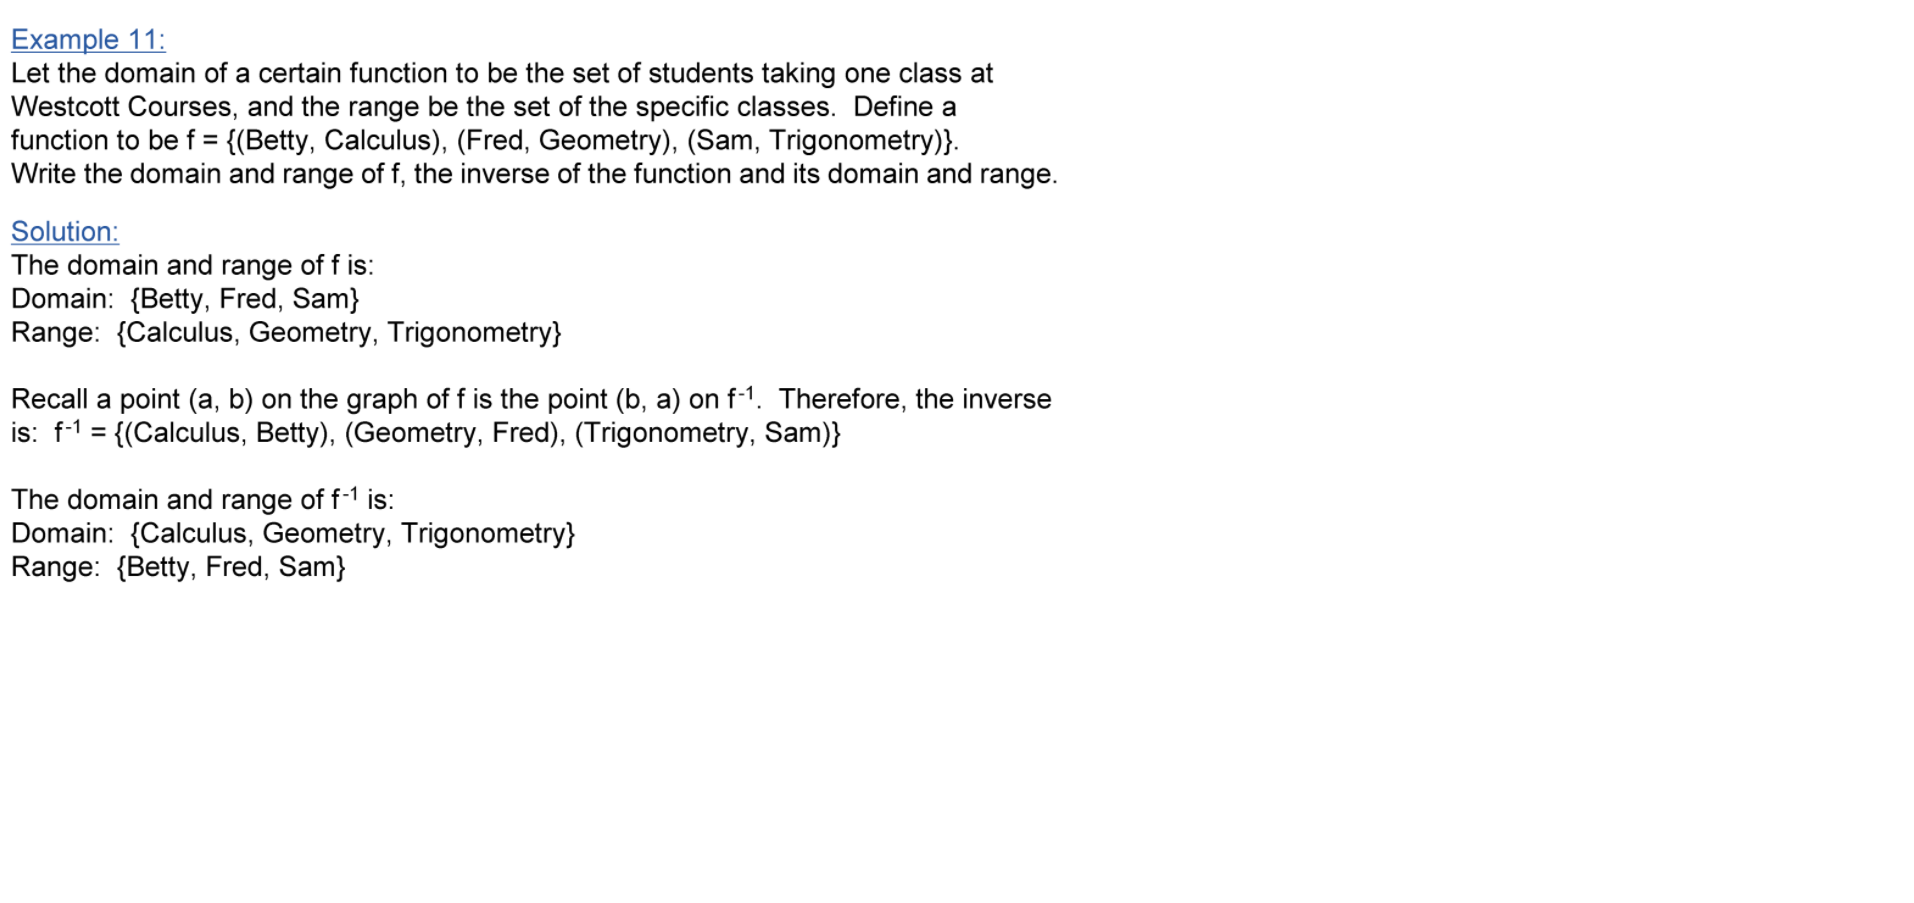 Example 11:
Let the domain of a certain function to be the set of students taking one class at
Westcott Courses, and the range be the set of the specific classes.  Define a
function to be f = {(Betty, Calculus), (Fred, Geometry), (Sam, Trigonometry)}.
Write the domain and range of f, the inverse of the function and its domain and range.
Solution:
The domain and range of f is:
Domain:  {Betty, Fred, Sam}
Range:  {Calculus, Geometry, Trigonometry}
Recall a point (a, b) on the graph of f is the point (b, a) on f⁻¹.  Therefore, the inverse
is:  f⁻¹ = {(Calculus, Betty), (Geometry, Fred), (Trigonometry, Sam)}
The domain and range of f⁻¹ is:
Domain:  {Calculus, Geometry, Trigonometry}
Range:  {Betty, Fred, Sam}